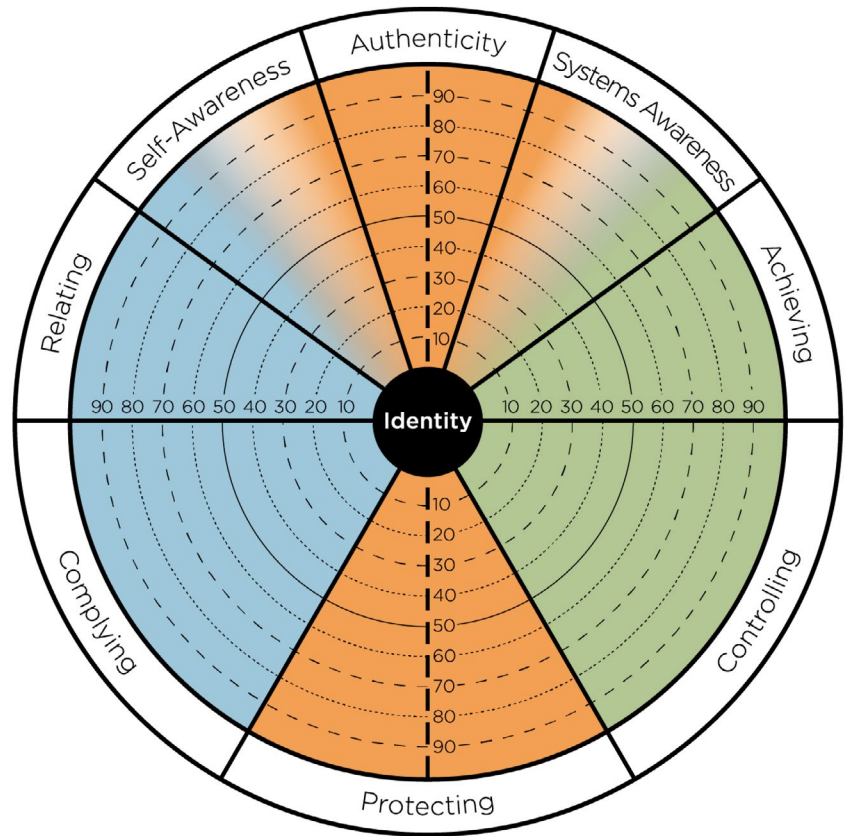 Authenticity
Self-Awareness
Systems Awareness
Relating
Achieving
90
80
70
60
50
40
30
20
10
90 80 70 60 50 40 30 20 10
Identity
10 20 30 40 50 60 70 80 90
10
20
30
40
50
60
70
80
90
Complying
Controlling
Protecting